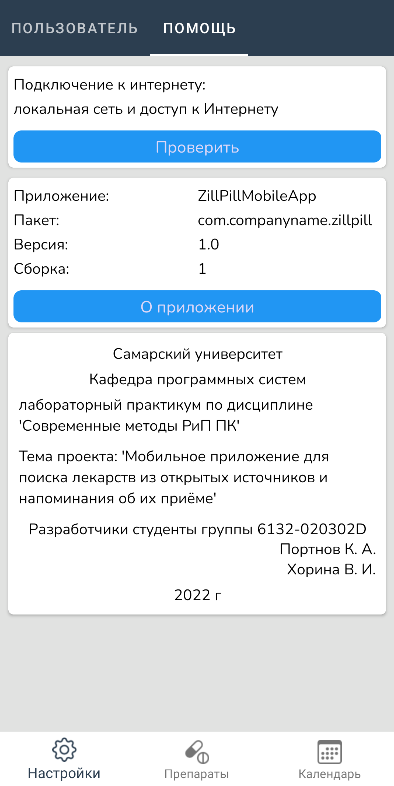 ПОЛЬЗОВАТЕЛЬ ПОМОЩЬ
Подключение к интернету:
локальная сеть и доступ к Интернету
Проверить
Приложение: ZillPillMobileApp
Пакет: com.companyname.zillpill
Версия: 1.0
Сборка: 1
О приложении
Самарский университет
Кафедра программных систем
лабораторный практикум по дисциплине
'Современные методы РиП ПК'
Тема проекта: 'Мобильное приложение для
поиска лекарств из открытых источников и
напоминания об их приёме'
Разработчики студенты группы 6132-020302D
Портнов К. А.
Хорина В. И.
2022 г
Настройки Препараты Календарь